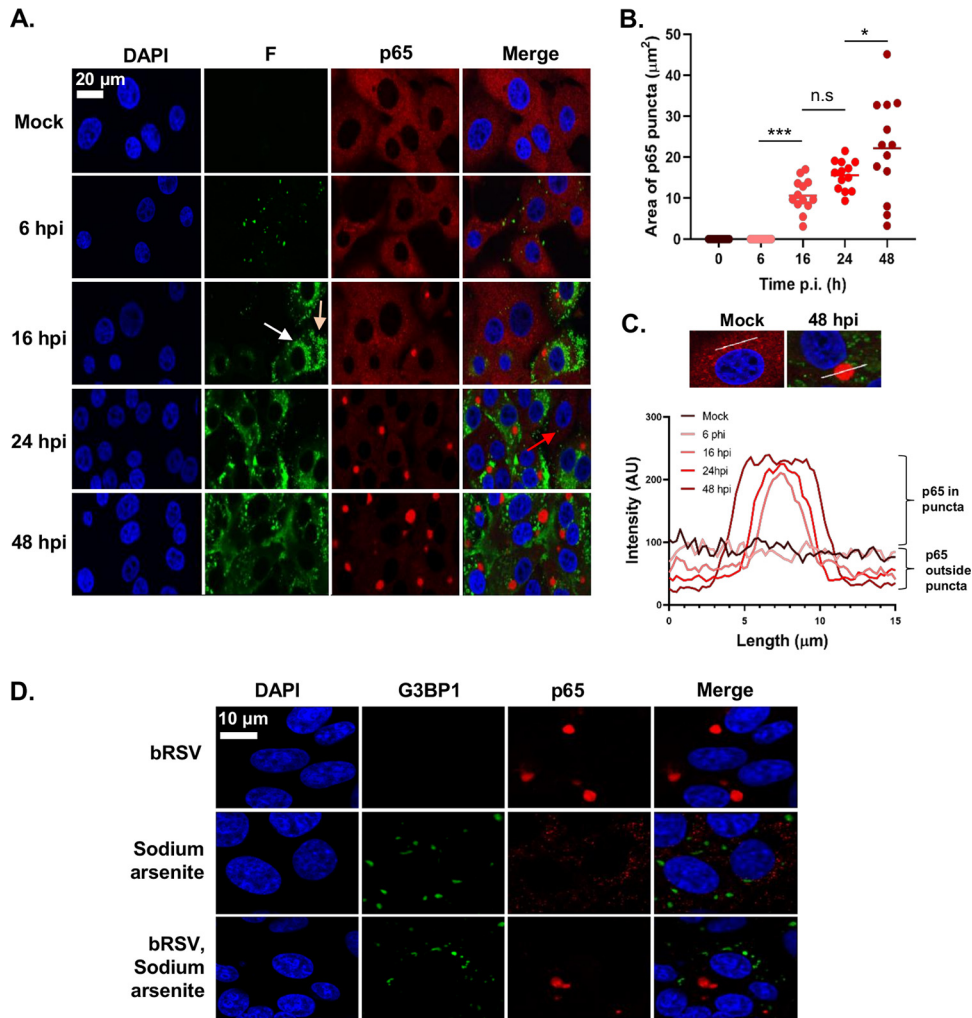 A.
DAPI F p65 Merge
20 μm
Mock
6 hpi
16 hpi
24 hpi
48 hpi
B.
Area of p65 puncta (μm²)
50
40
30
20
10
0
***
n.s
*
0 6 16 24 48
Time p.i. (h)
C.
Mock 48 hpi
Intensity (AU)
300
200
100
0
Mock
6 phi
16 hpi
24hpi
48 hpi
p65 in
puncta
p65
outside
puncta
0 5 10 15
Length (μm)
D.
DAPI G3BP1 p65 Merge
10 μm
bRSV
Sodium
arsenite
bRSV,
Sodium
arsenite